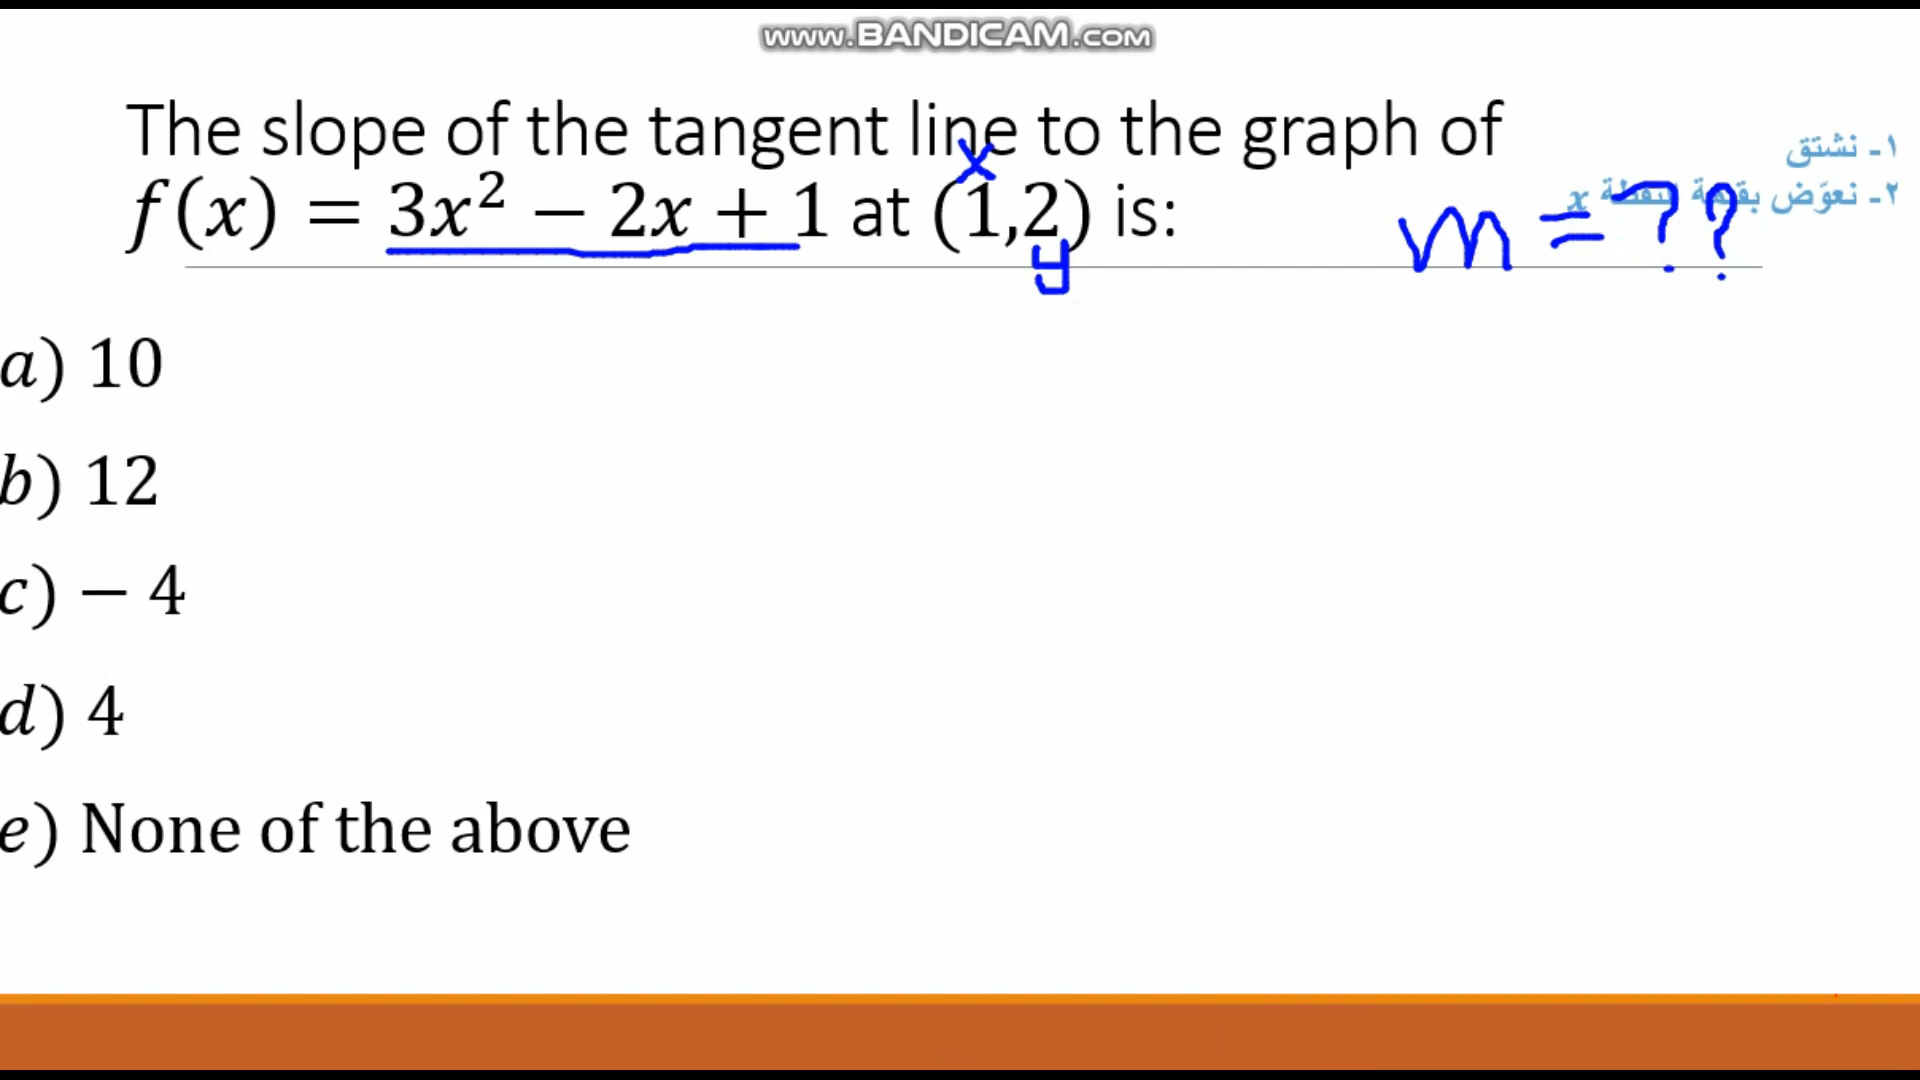 www.BANDICAM.com
The slope of the tangent line to the graph of
f(x) = 3x² − 2x + 1 at (1,2) is:
x
y
١- نشتق
٢- نعوّض بقيمة النقطة x
m = ??
a) 10
b) 12
c) − 4
d) 4
e) None of the above